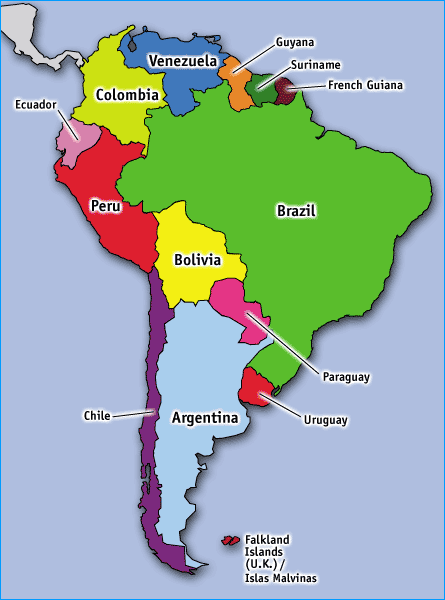 Guyana
Venezuela
Suriname
French Guiana
Colombia
Ecuador
Peru
Brazil
Bolivia
Paraguay
Chile
Argentina
Uruguay
Falkland
Islands
(U.K.) /
Islas Malvinas